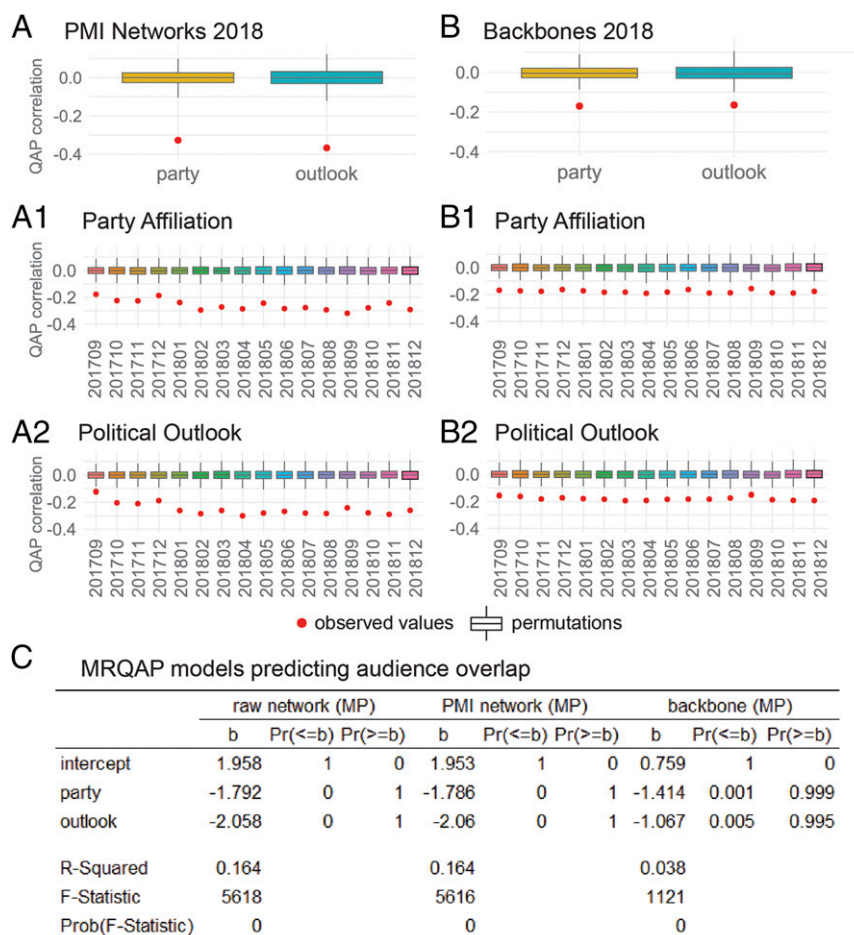 A PMI Networks 2018
QAP correlation
0.0
-0.2
-0.4
party outlook
B Backbones 2018
0.0
-0.2
-0.4
party outlook
A1 Party Affiliation
QAP correlation
0.0
-0.2
-0.4
201709 201710 201711 201712 201801 201802 201803 201804 201805 201806 201807 201808 201809 201810 201811 201812
B1 Party Affiliation
0.0
-0.2
-0.4
201709 201710 201711 201712 201801 201802 201803 201804 201805 201806 201807 201808 201809 201810 201811 201812
A2 Political Outlook
QAP correlation
0.0
-0.2
-0.4
201709 201710 201711 201712 201801 201802 201803 201804 201805 201806 201807 201808 201809 201810 201811 201812
B2 Political Outlook
0.0
-0.2
-0.4
201709 201710 201711 201712 201801 201802 201803 201804 201805 201806 201807 201808 201809 201810 201811 201812
observed values permutations
C MRQAP models predicting audience overlap
raw network (MP) PMI network (MP) backbone (MP)
b Pr(<=b) Pr(>=b) b Pr(<=b) Pr(>=b) b Pr(<=b) Pr(>=b)
intercept 1.958 1 0 1.953 1 0 0.759 1 0
party -1.792 0 1 -1.786 0 1 -1.414 0.001 0.999
outlook -2.058 0 1 -2.06 0 1 -1.067 0.005 0.995
R-Squared 0.164 0.164 0.038
F-Statistic 5618 5616 1121
Prob(F-Statistic) 0 0 0